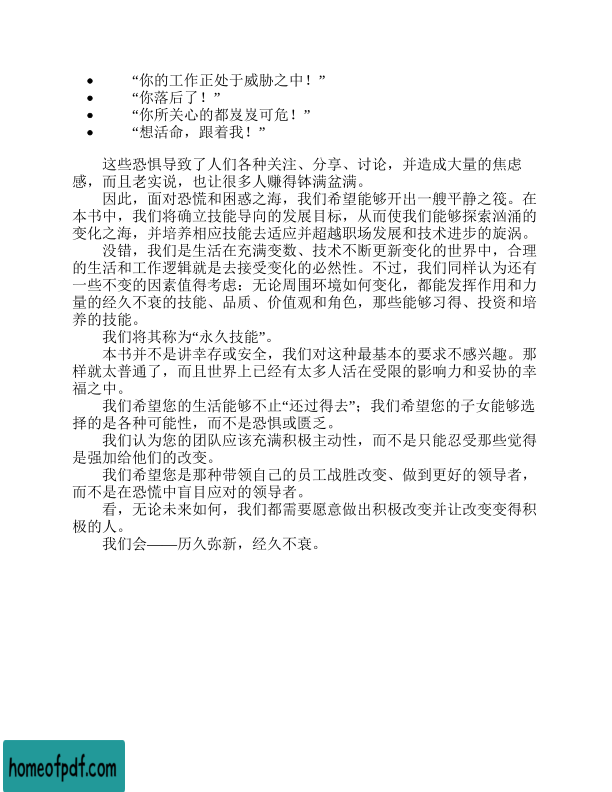 • “你的工作正处于威胁之中！”
• “你落后了！”
• “你所关心的都岌岌可危！”
• “想活命，跟着我！”
这些恐惧导致了人们各种关注、分享、讨论，并造成大量的焦虑
感，而且老实说，也让很多人赚得钵满盆满。
因此，面对恐慌和困惑之海，我们希望能够开出一艘平静之筏。在
本书中，我们将确立技能导向的发展目标，从而使我们能够探索汹涌的
变化之海，并培养相应技能去适应并超越职场发展和技术进步的旋涡。
没错，我们是生活在充满变数、技术不断更新变化的世界中，合理
的生活和工作逻辑就是去接受变化的必然性。不过，我们同样认为还有
一些不变的因素值得考虑：无论周围环境如何变化，都能发挥作用和力
量的经久不衰的技能、品质、价值观和角色，那些能够习得、投资和培
养的技能。
我们将其称为“永久技能”。
本书并不是讲幸存或安全，我们对这种最基本的要求不感兴趣。那
样就太普通了，而且世界上已经有太多人活在受限的影响力和妥协的幸
福之中。
我们希望您的生活能够不止“还过得去”；我们希望您的子女能够选
择的是各种可能性，而不是恐惧或匮乏。
我们认为您的团队应该充满积极主动性，而不是只能忍受那些觉得
是强加给他们的改变。
我们希望您是那种带领自己的员工战胜改变、做到更好的领导者，
而不是在恐慌中盲目应对的领导者。
看，无论未来如何，我们都需要愿意做出积极改变并让改变变得积
极的人。
我们会——历久弥新，经久不衰。
homeofpdf.com